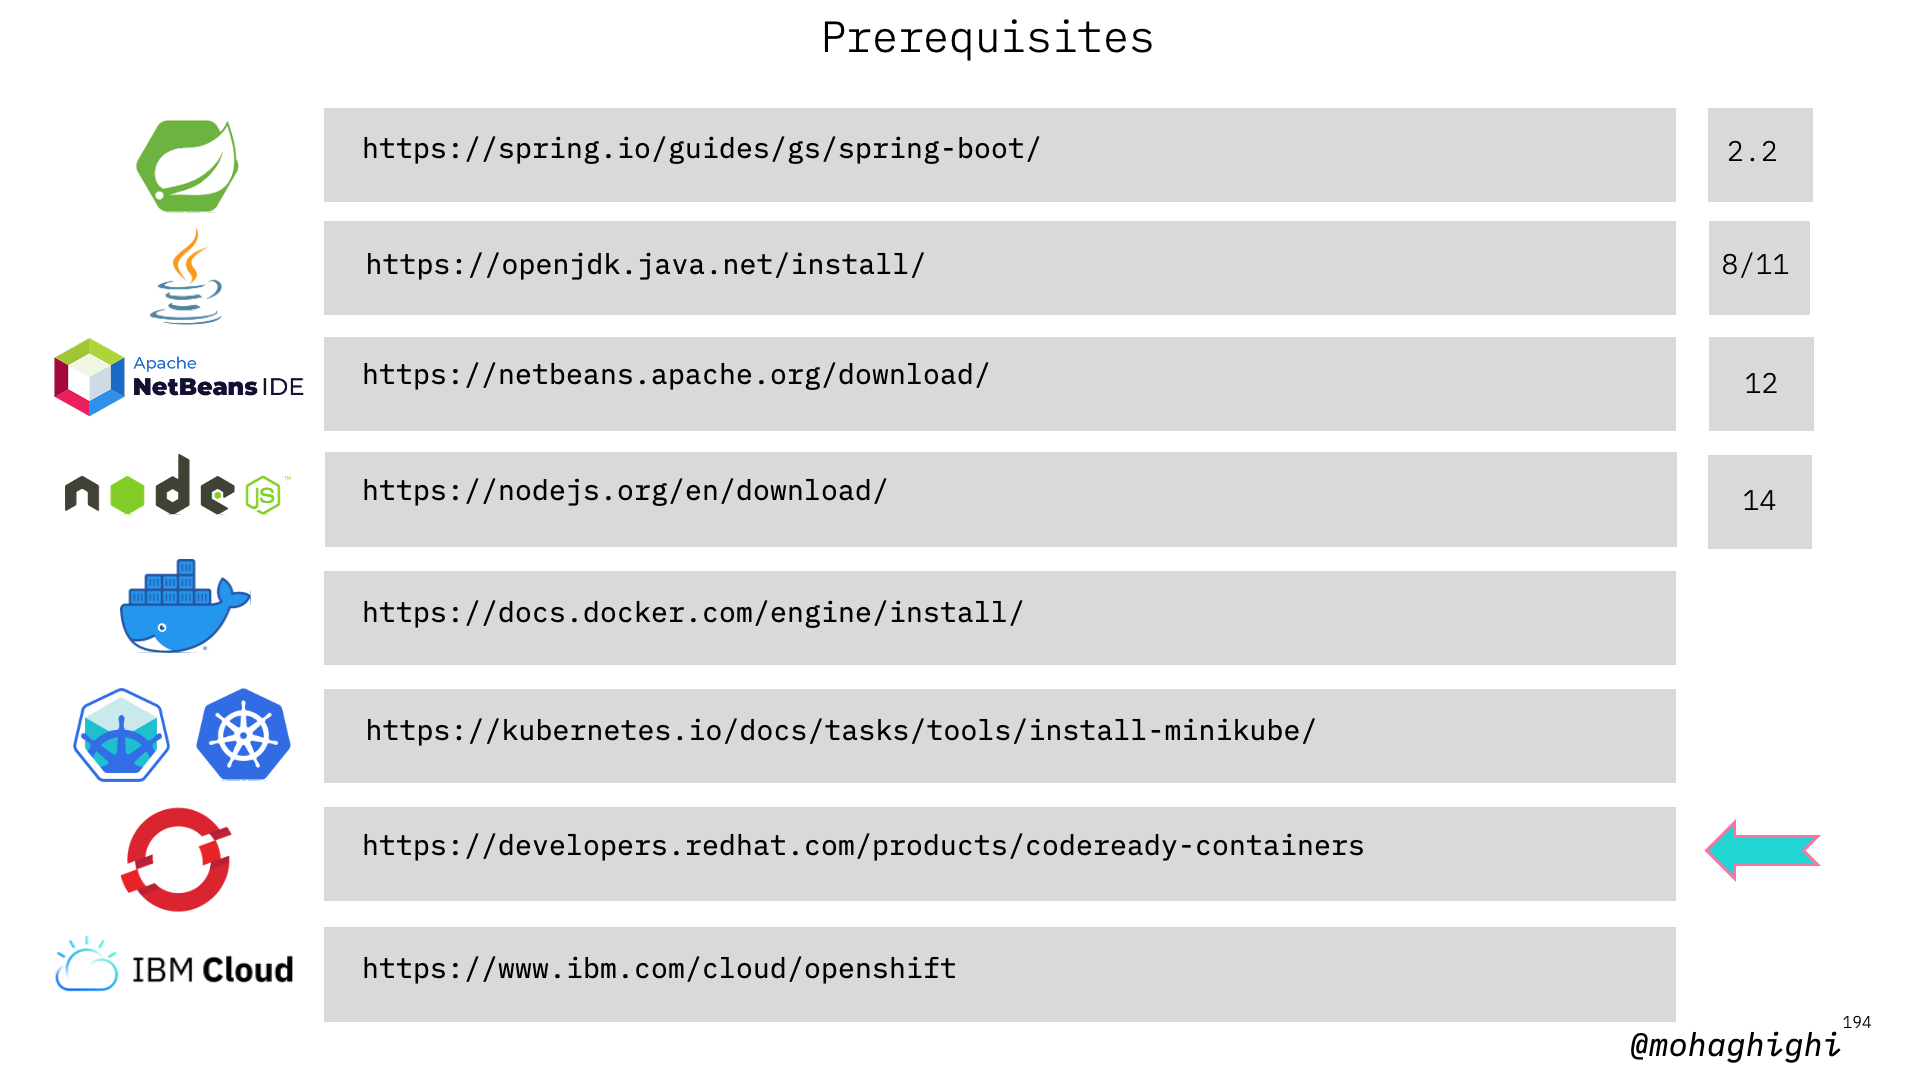 Prerequisites
https://spring.io/guides/gs/spring-boot/
2.2
https://openjdk.java.net/install/
8/11
Apache
NetBeans IDE
https://netbeans.apache.org/download/
12
node JS ™
https://nodejs.org/en/download/
14
https://docs.docker.com/engine/install/
https://kubernetes.io/docs/tasks/tools/install-minikube/
https://developers.redhat.com/products/codeready-containers
IBM Cloud
https://www.ibm.com/cloud/openshift
194
@mohaghighi